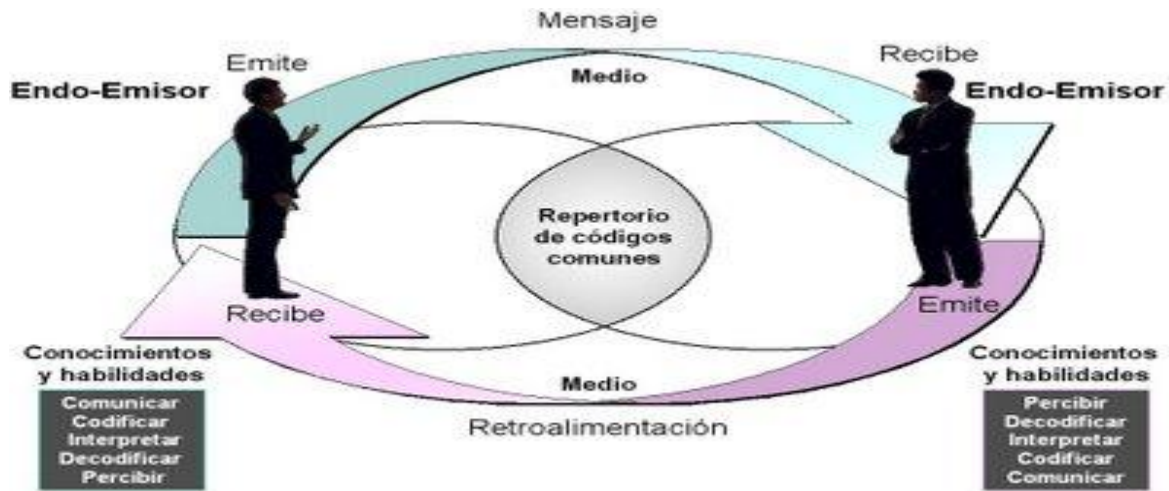 Mensaje
Emite
Recibe
Medio
Endo-Emisor
Endo-Emisor
Repertorio
de códigos
comunes
Recibe
Emite
Conocimientos
y habilidades
Comunicar
Codificar
Interpretar
Decodificar
Percibir
Medio
Retroalimentación
Conocimientos
y habilidades
Percibir
Decodificar
Interpretar
Codificar
Comunicar